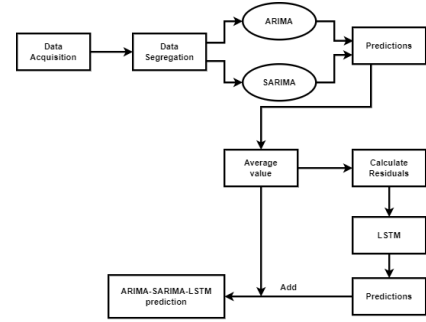 ARIMA
Data
Acquisition
Data
Segregation
Predictions
SARIMA
Average
value
Calculate
Residuals
LSTM
ARIMA-SARIMA-LSTM
prediction
Add
Predictions